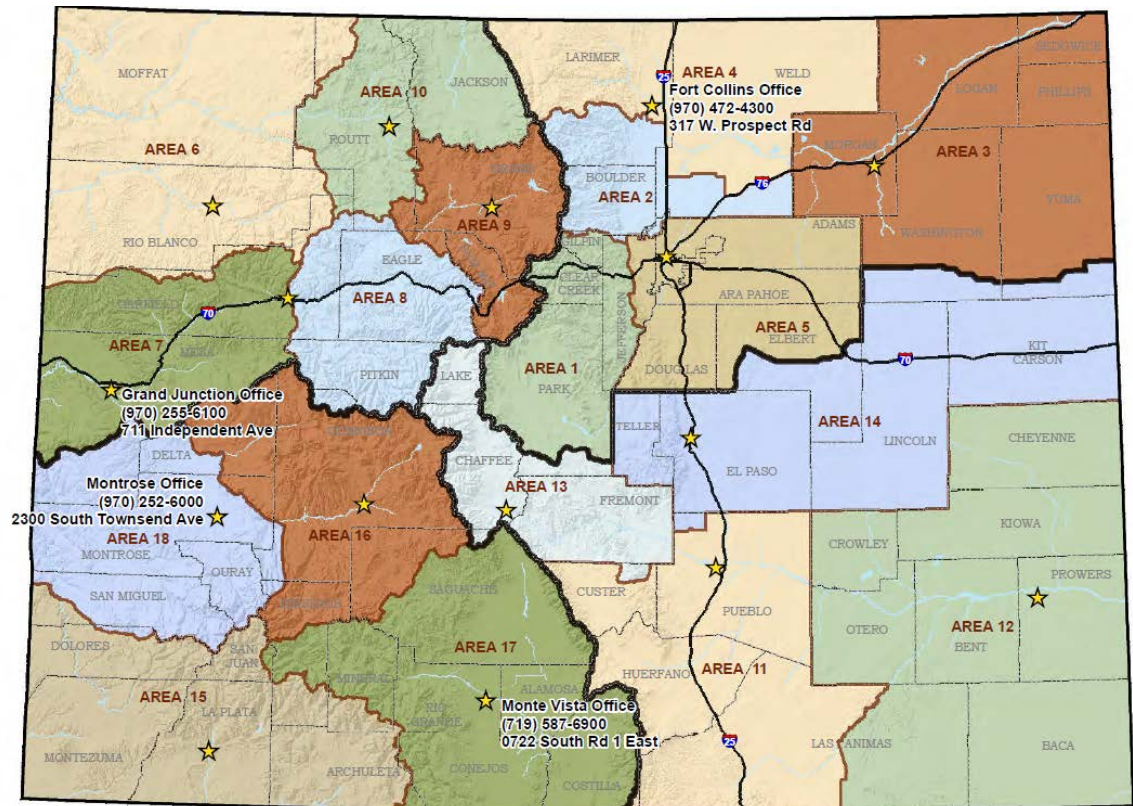 MOFFAT
JACKSON
LARIMER
25
AREA 4
WELD
SEDGWICK
LOGAN
PHILLIPS
Fort Collins Office
(970) 472-4300
317 W. Prospect Rd
AREA 10
ROUTT
AREA 6
MORGAN
AREA 3
BOULDER
AREA 2
76
YUMA
RIO BLANCO
AREA 9
ADAMS
WASHINGTON
GILPIN
EAGLE
CLEAR
CREEK
JEFFERSON
AREA 8
ARAPAHOE
GARFIELD
70
AREA 5
ELBERT
AREA 7
MESA
KIT
CARSON
70
PITKIN
LAKE
AREA 1
PARK
DOUGLAS
Grand Junction Office
(970) 255-6100
711 Independent Ave
TELLER
AREA 14
LINCOLN
CHEYENNE
DELTA
CHAFFEE
EL PASO
Montrose Office
(970) 252-6000
2300 South Townsend Ave
AREA 13
FREMONT
KIOWA
AREA 18
MONTROSE
AREA 16
CROWLEY
OURAY
PROWERS
SAN MIGUEL
SAGUACHE
CUSTER
PUEBLO
OTERO
AREA 12
BENT
DOLORES
SAN
JUAN
AREA 17
HUERFANO
AREA 11
MINERAL
AREA 15
LA PLATA
RIO
GRANDE
ALAMOSA
Monte Vista Office
(719) 587-6900
0722 South Rd 1 East
25
LAS ANIMAS
BACA
MONTEZUMA
ARCHULETA
CONEJOS
COSTILLA